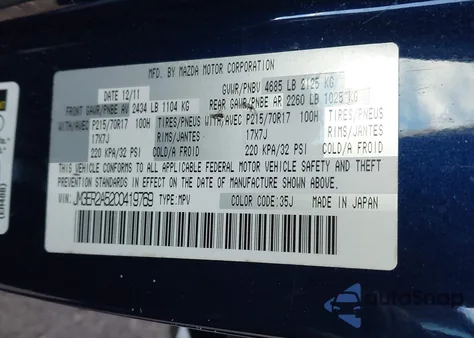 MFD. BY MAZDA MOTOR CORPORATION
DATE 12/11 GVWR/PNBV 4685 LB 2125 KG
FRONT GAWR/PNBE AV 2434 LB 1104 KG REAR GAWR/PNBE AR 2260 LB 1025 KG
WITH/AVEC P215/70R17 100H TIRES/PNEUS WITH/AVEC P215/70R17 100H TIRES/PNEUS
17X7J RIMS/JANTES 17X7J RIMS/JANTES
220 KPA/32 PSI COLD/A FROID 220 KPA/32 PSI COLD/A FROID
THIS VEHICLE CONFORMS TO ALL APPLICABLE FEDERAL MOTOR VEHICLE SAFETY AND THEFT
PREVENTION STANDARDS IN EFFECT ON THE DATE OF MANUFACTURE SHOWN ABOVE.
VIN: JM3ER2A52C0419769 TYPE: MPV COLOR CODE:35J MADE IN JAPAN
autoSnap